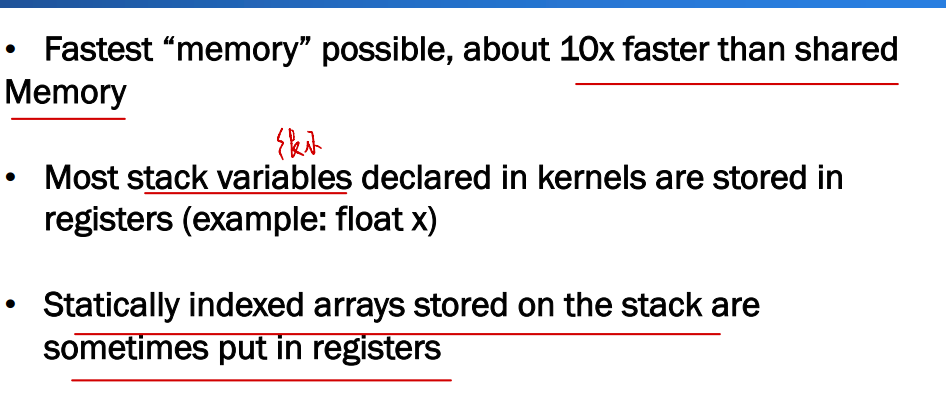 • Fastest “memory” possible, about 10x faster than shared
Memory
• Most stack variables declared in kernels are stored in
registers (example: float x)
• Statically indexed arrays stored on the stack are
sometimes put in registers